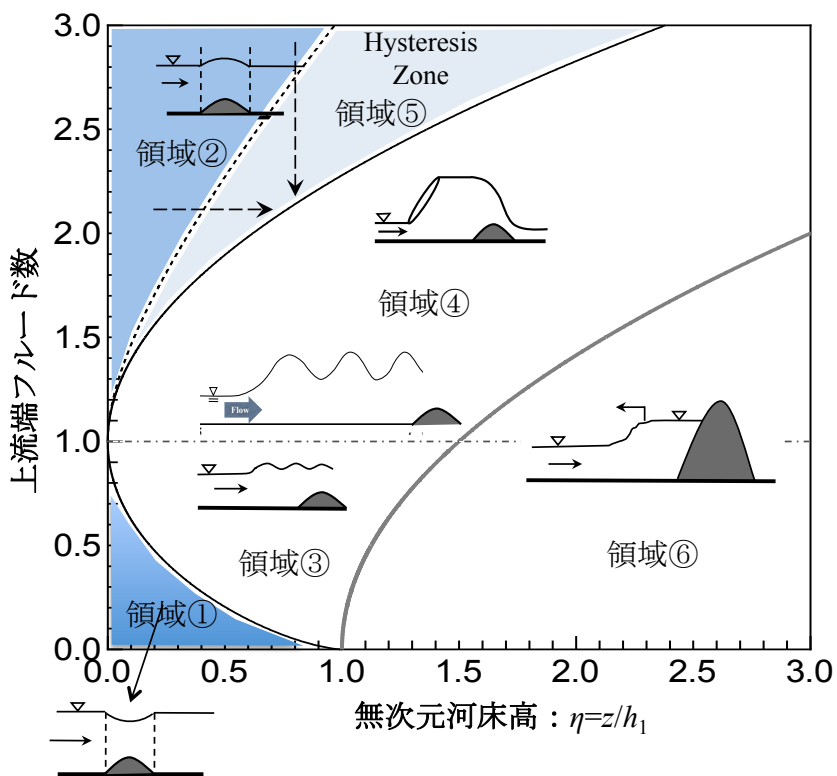 3.0
Hysteresis
Zone
領域⑤
領域②
2.5
2.0
領域④
上流端フルード数
1.5
Flow
1.0
0.5
領域③
領域⑥
領域①
0.0
0.0
0.5
1.0
1.5
2.0
2.5
3.0
無次元河床高：η=z/h₁